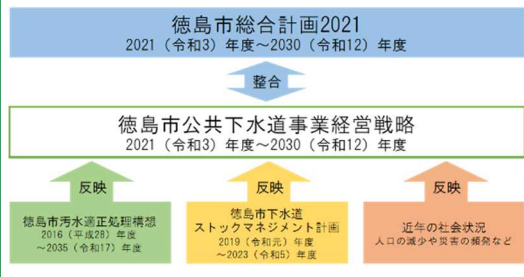 徳島市総合計画2021
2021（令和3）年度～2030（令和12）年度
整合
徳島市公共下水道事業経営戦略
2021（令和3）年度～2030（令和12）年度
反映
反映
反映
徳島市汚水適正処理構想
2016（平成28）年度
～2035（令和17）年度
徳島市下水道
ストックマネジメント計画
2019（令和元）年度
～2023（令和5）年度
近年の社会状況
人口の減少や災害の頻発など